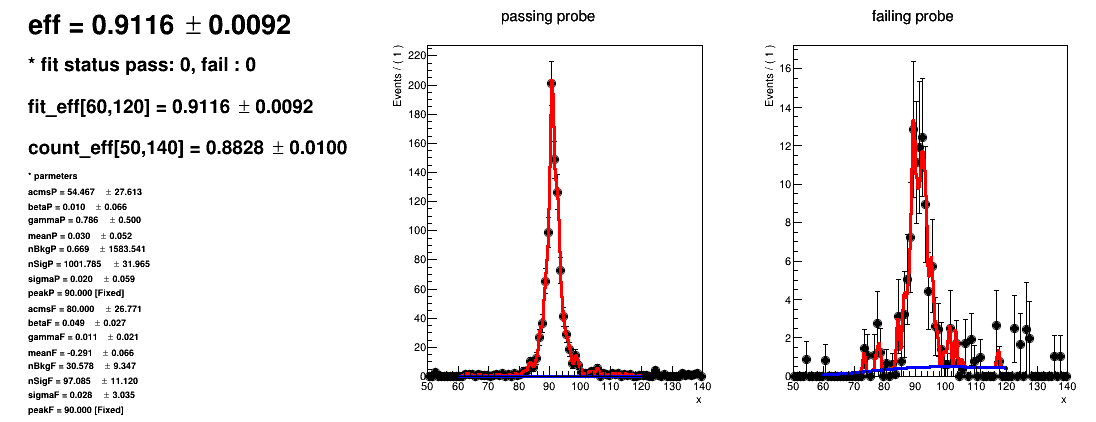 eff = 0.9116 ± 0.0092
* fit status pass: 0, fail : 0
fit_eff[60,120] = 0.9116 ± 0.0092
count_eff[50,140] = 0.8828 ± 0.0100
* parmeters
acmsP = 54.467 ± 27.613
betaP = 0.010 ± 0.066
gammaP = 0.786 ± 0.500
meanP = 0.030 ± 0.052
nBkgP = 0.669 ± 1583.541
nSigP = 1001.785 ± 31.965
sigmaP = 0.020 ± 0.059
peakP = 90.000 [Fixed]
acmsF = 80.000 ± 26.771
betaF = 0.049 ± 0.027
gammaF = 0.011 ± 0.021
meanF = -0.291 ± 0.066
nBkgF = 30.578 ± 9.347
nSigF = 97.085 ± 11.120
sigmaF = 0.028 ± 3.035
peakF = 90.000 [Fixed]
passing probe
Events / ( 1 )
220
200
180
160
140
120
100
80
60
40
20
0
50 60 70 80 90 100 110 120 130 140
x
failing probe
Events / ( 1 )
16
14
12
10
8
6
4
2
0
50 60 70 80 90 100 110 120 130 140
x